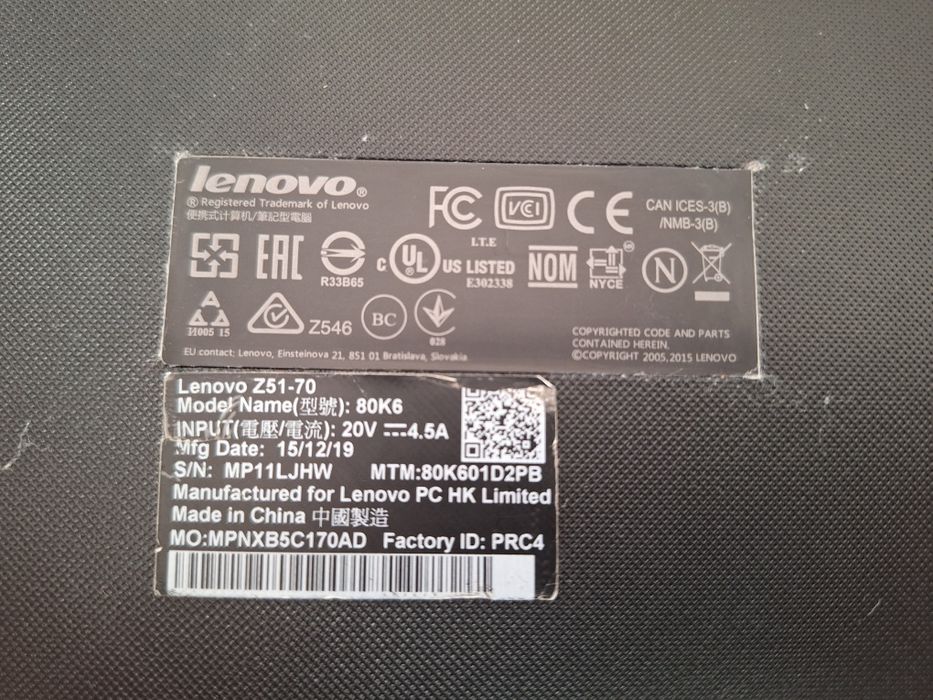 lenovo®
® Registered Trademark of Lenovo
便携式计算机/筆記型電腦
FC VCI CE CAN ICES-3(B)
/NMB-3(B)
EAC R33B65 c UL ® US LISTED I.T.E E302338 NOM NYCE N
И005 15 Z546 BC 028
COPYRIGHTED CODE AND PARTS
CONTAINED HEREIN.
©COPYRIGHT 2005,2015 LENOVO
EU contact: Lenovo, Einsteinova 21, 851 01 Bratislava, Slovakia
Lenovo Z51-70
Model Name(型號): 80K6
INPUT(電壓/電流): 20V ⎓4.5A
Mfg Date: 15/12/19
S/N: MP11LJHW MTM:80K601D2PB
Manufactured for Lenovo PC HK Limited
Made in China 中國製造
MO:MPNXB5C170AD Factory ID: PRC4